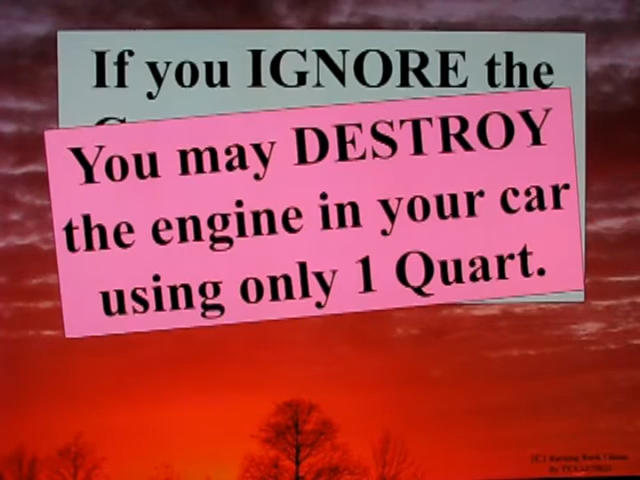 If you IGNORE the
You may DESTROY
the engine in your car
using only 1 Quart.